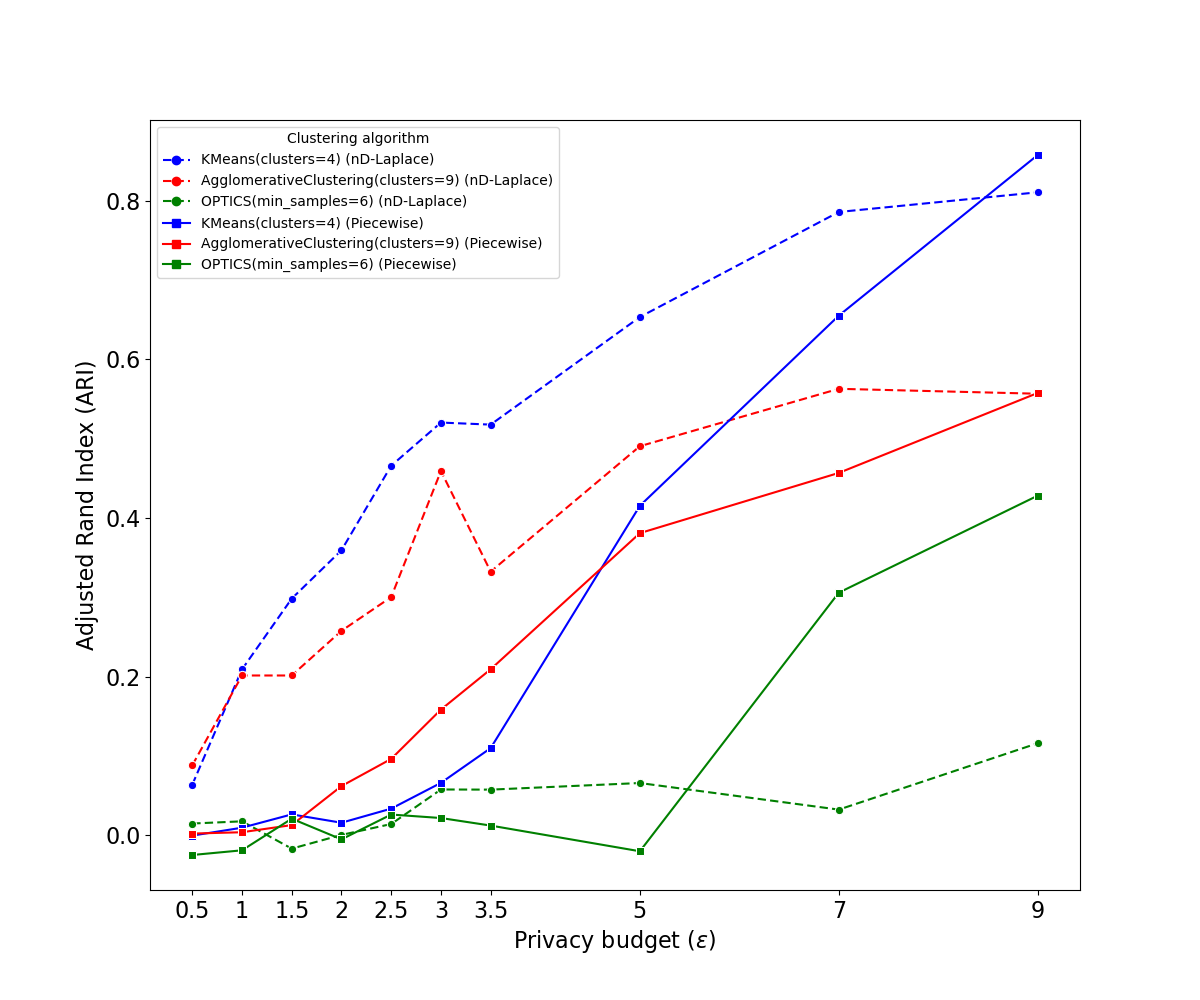 Clustering algorithm
KMeans(clusters=4) (nD-Laplace)
AgglomerativeClustering(clusters=9) (nD-Laplace)
OPTICS(min_samples=6) (nD-Laplace)
KMeans(clusters=4) (Piecewise)
AgglomerativeClustering(clusters=9) (Piecewise)
OPTICS(min_samples=6) (Piecewise)
Adjusted Rand Index (ARI)
0.8
0.6
0.4
0.2
0.0
0.5 1 1.5 2 2.5 3 3.5 5 7 9
Privacy budget (ε)